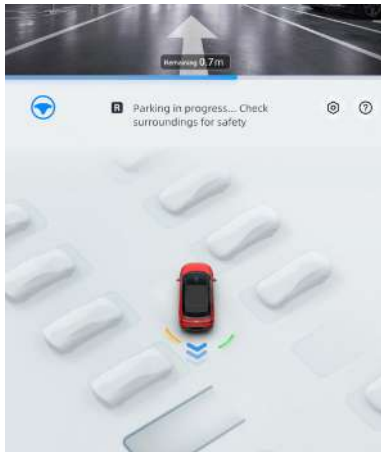 Remaining 0.7m
R
Parking in progress... Check
surroundings for safety